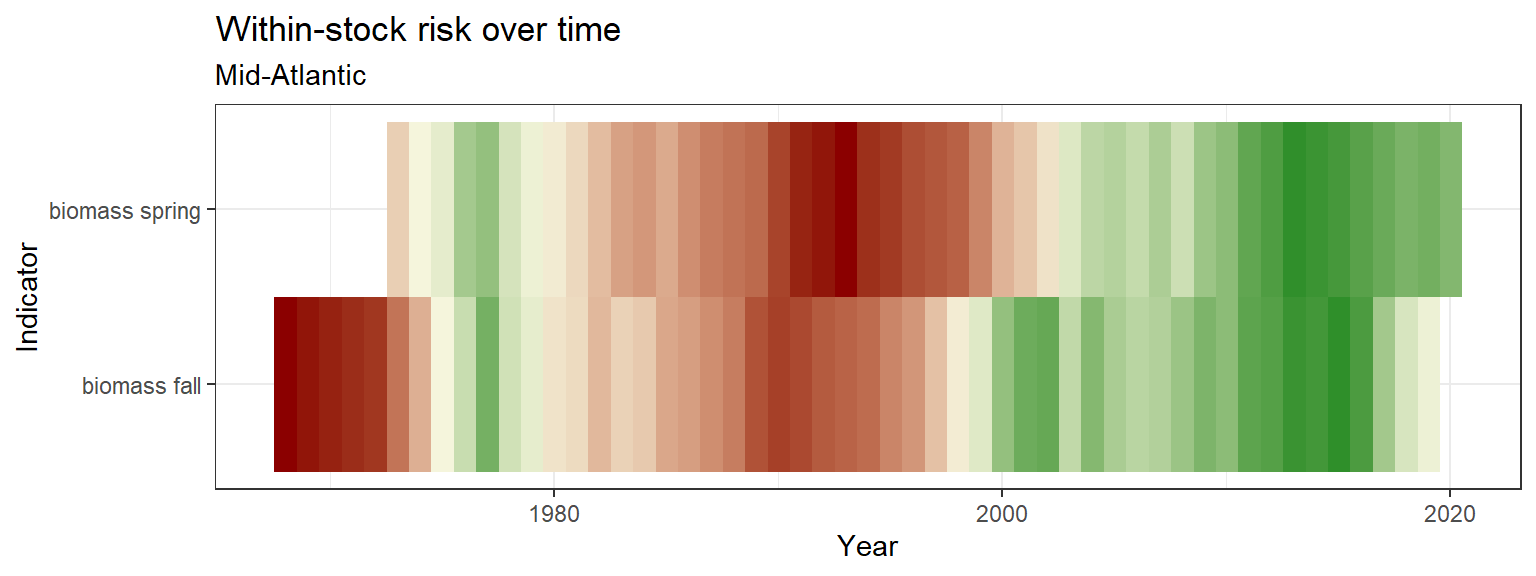 Within-stock risk over time
Mid-Atlantic
Indicator
biomass spring
biomass fall
1980
2000
2020
Year